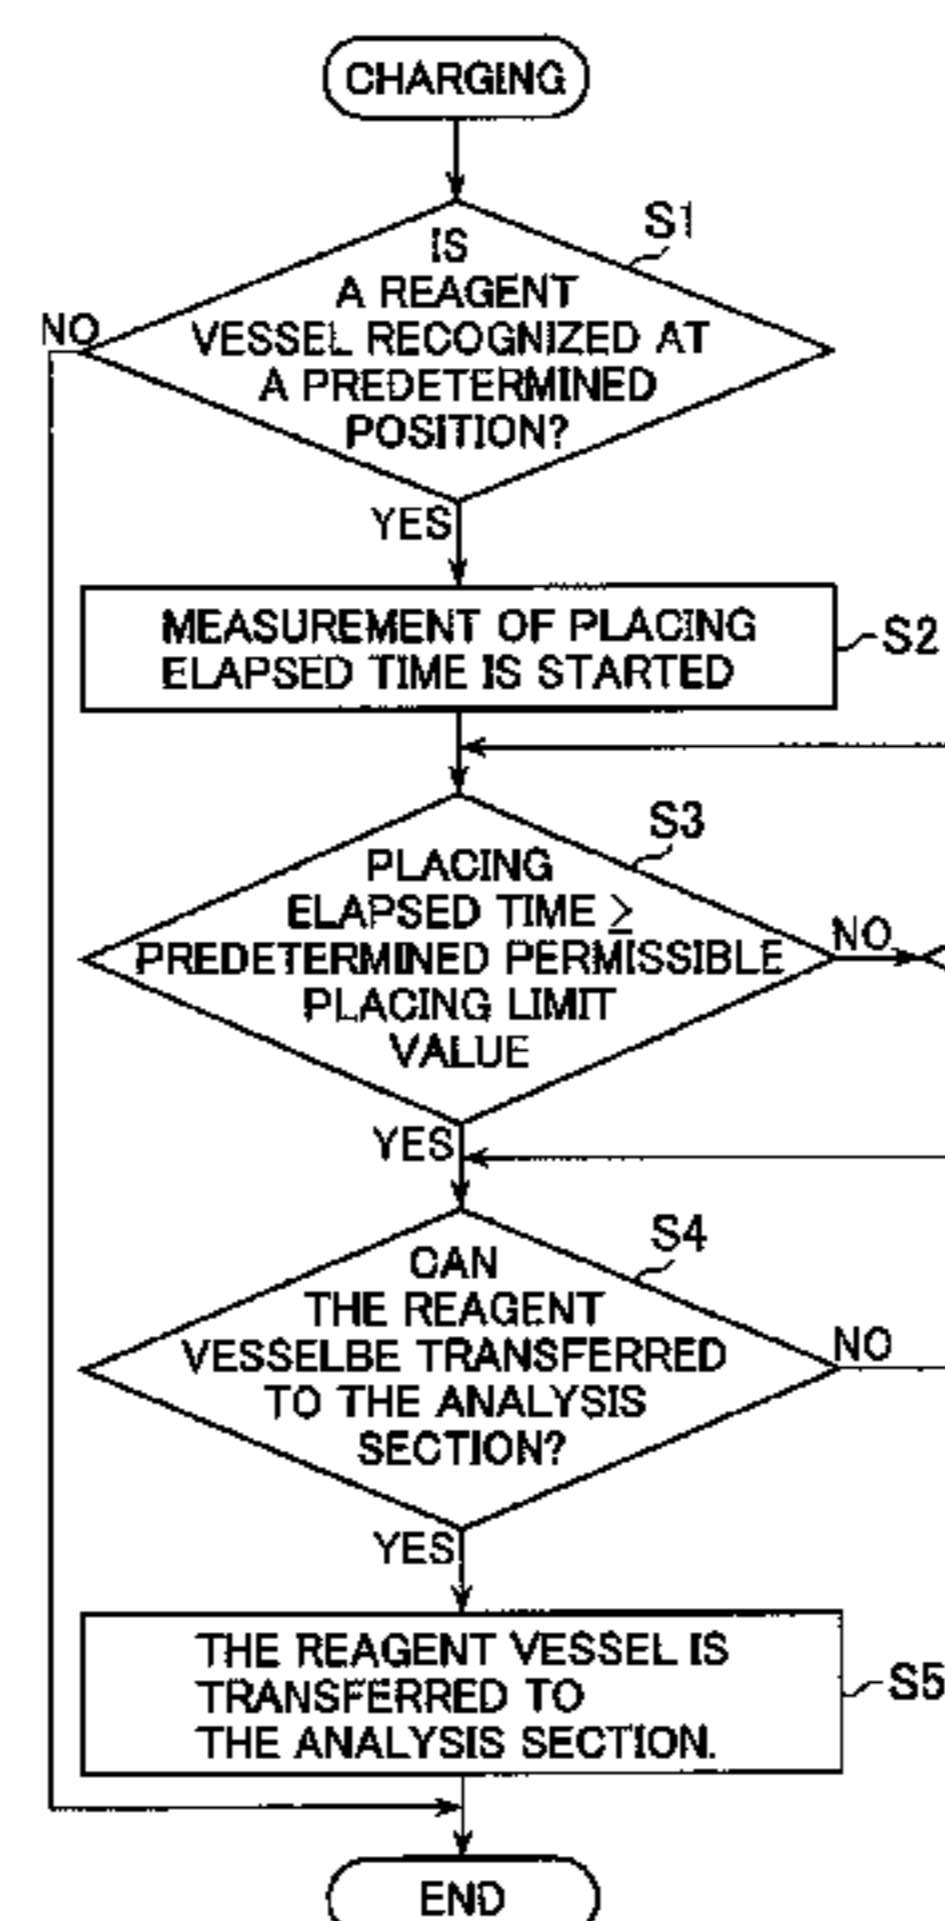 CHARGING
S1
IS
A REAGENT
VESSEL RECOGNIZED AT
A PREDETERMINED
POSITION?
NO
YES
MEASUREMENT OF PLACING
ELAPSED TIME IS STARTED
S2
S3
PLACING
ELAPSED TIME ≥
PREDETERMINED PERMISSIBLE
PLACING LIMIT
VALUE
NO
YES
S4
CAN
THE REAGENT
VESSELBE TRANSFERRED
TO THE ANALYSIS
SECTION?
NO
YES
THE REAGENT VESSEL IS
TRANSFERRED TO
THE ANALYSIS SECTION.
S5
END